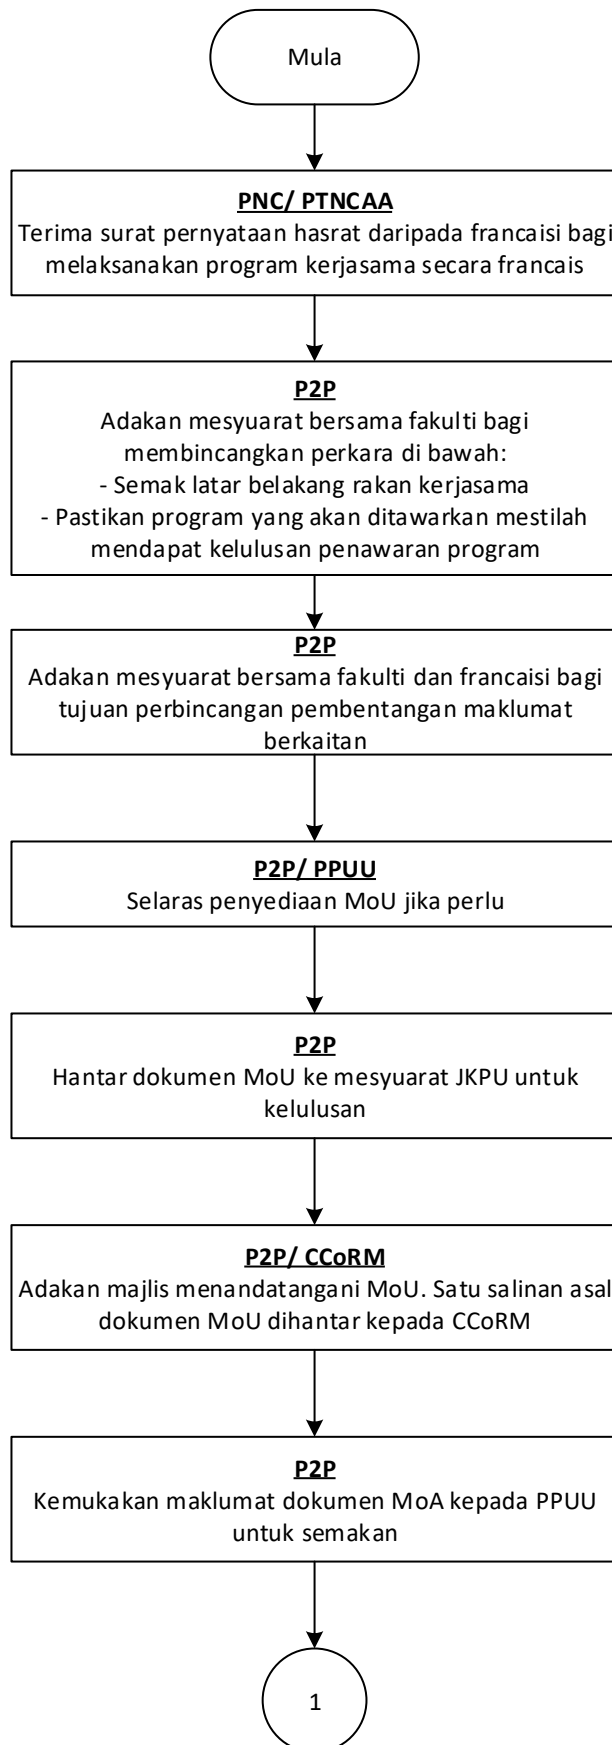 Mula
PNC/ PTNCAA
Terima surat pernyataan hasrat daripada francaisi bagi
melaksanakan program kerjasama secara francais
P2P
Adakan mesyuarat bersama fakulti bagi
membincangkan perkara di bawah:
- Semak latar belakang rakan kerjasama
- Pastikan program yang akan ditawarkan mestilah
mendapat kelulusan penawaran program
P2P
Adakan mesyuarat bersama fakulti dan francaisi bagi
tujuan perbincangan pembentangan maklumat
berkaitan
P2P/ PPUU
Selaras penyediaan MoU jika perlu
P2P
Hantar dokumen MoU ke mesyuarat JKPU untuk
kelulusan
P2P/ CCoRM
Adakan majlis menandatangani MoU. Satu salinan asal
dokumen MoU dihantar kepada CCoRM
P2P
Kemukakan maklumat dokumen MoA kepada PPUU
untuk semakan
1